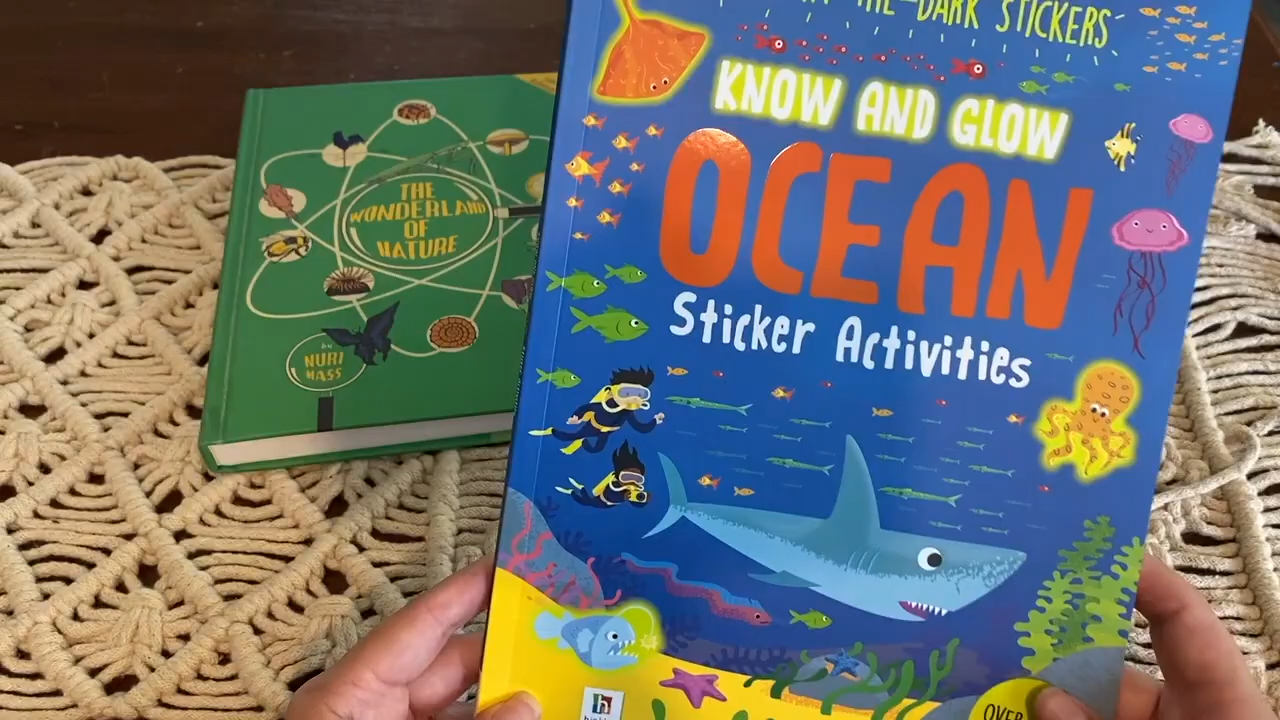 THE-DARK STICKERS
KNOW AND GLOW
OCEAN
Sticker Activities
OVER
THE
WONDERLAND
OF
NATURE
by
NURI
MASS